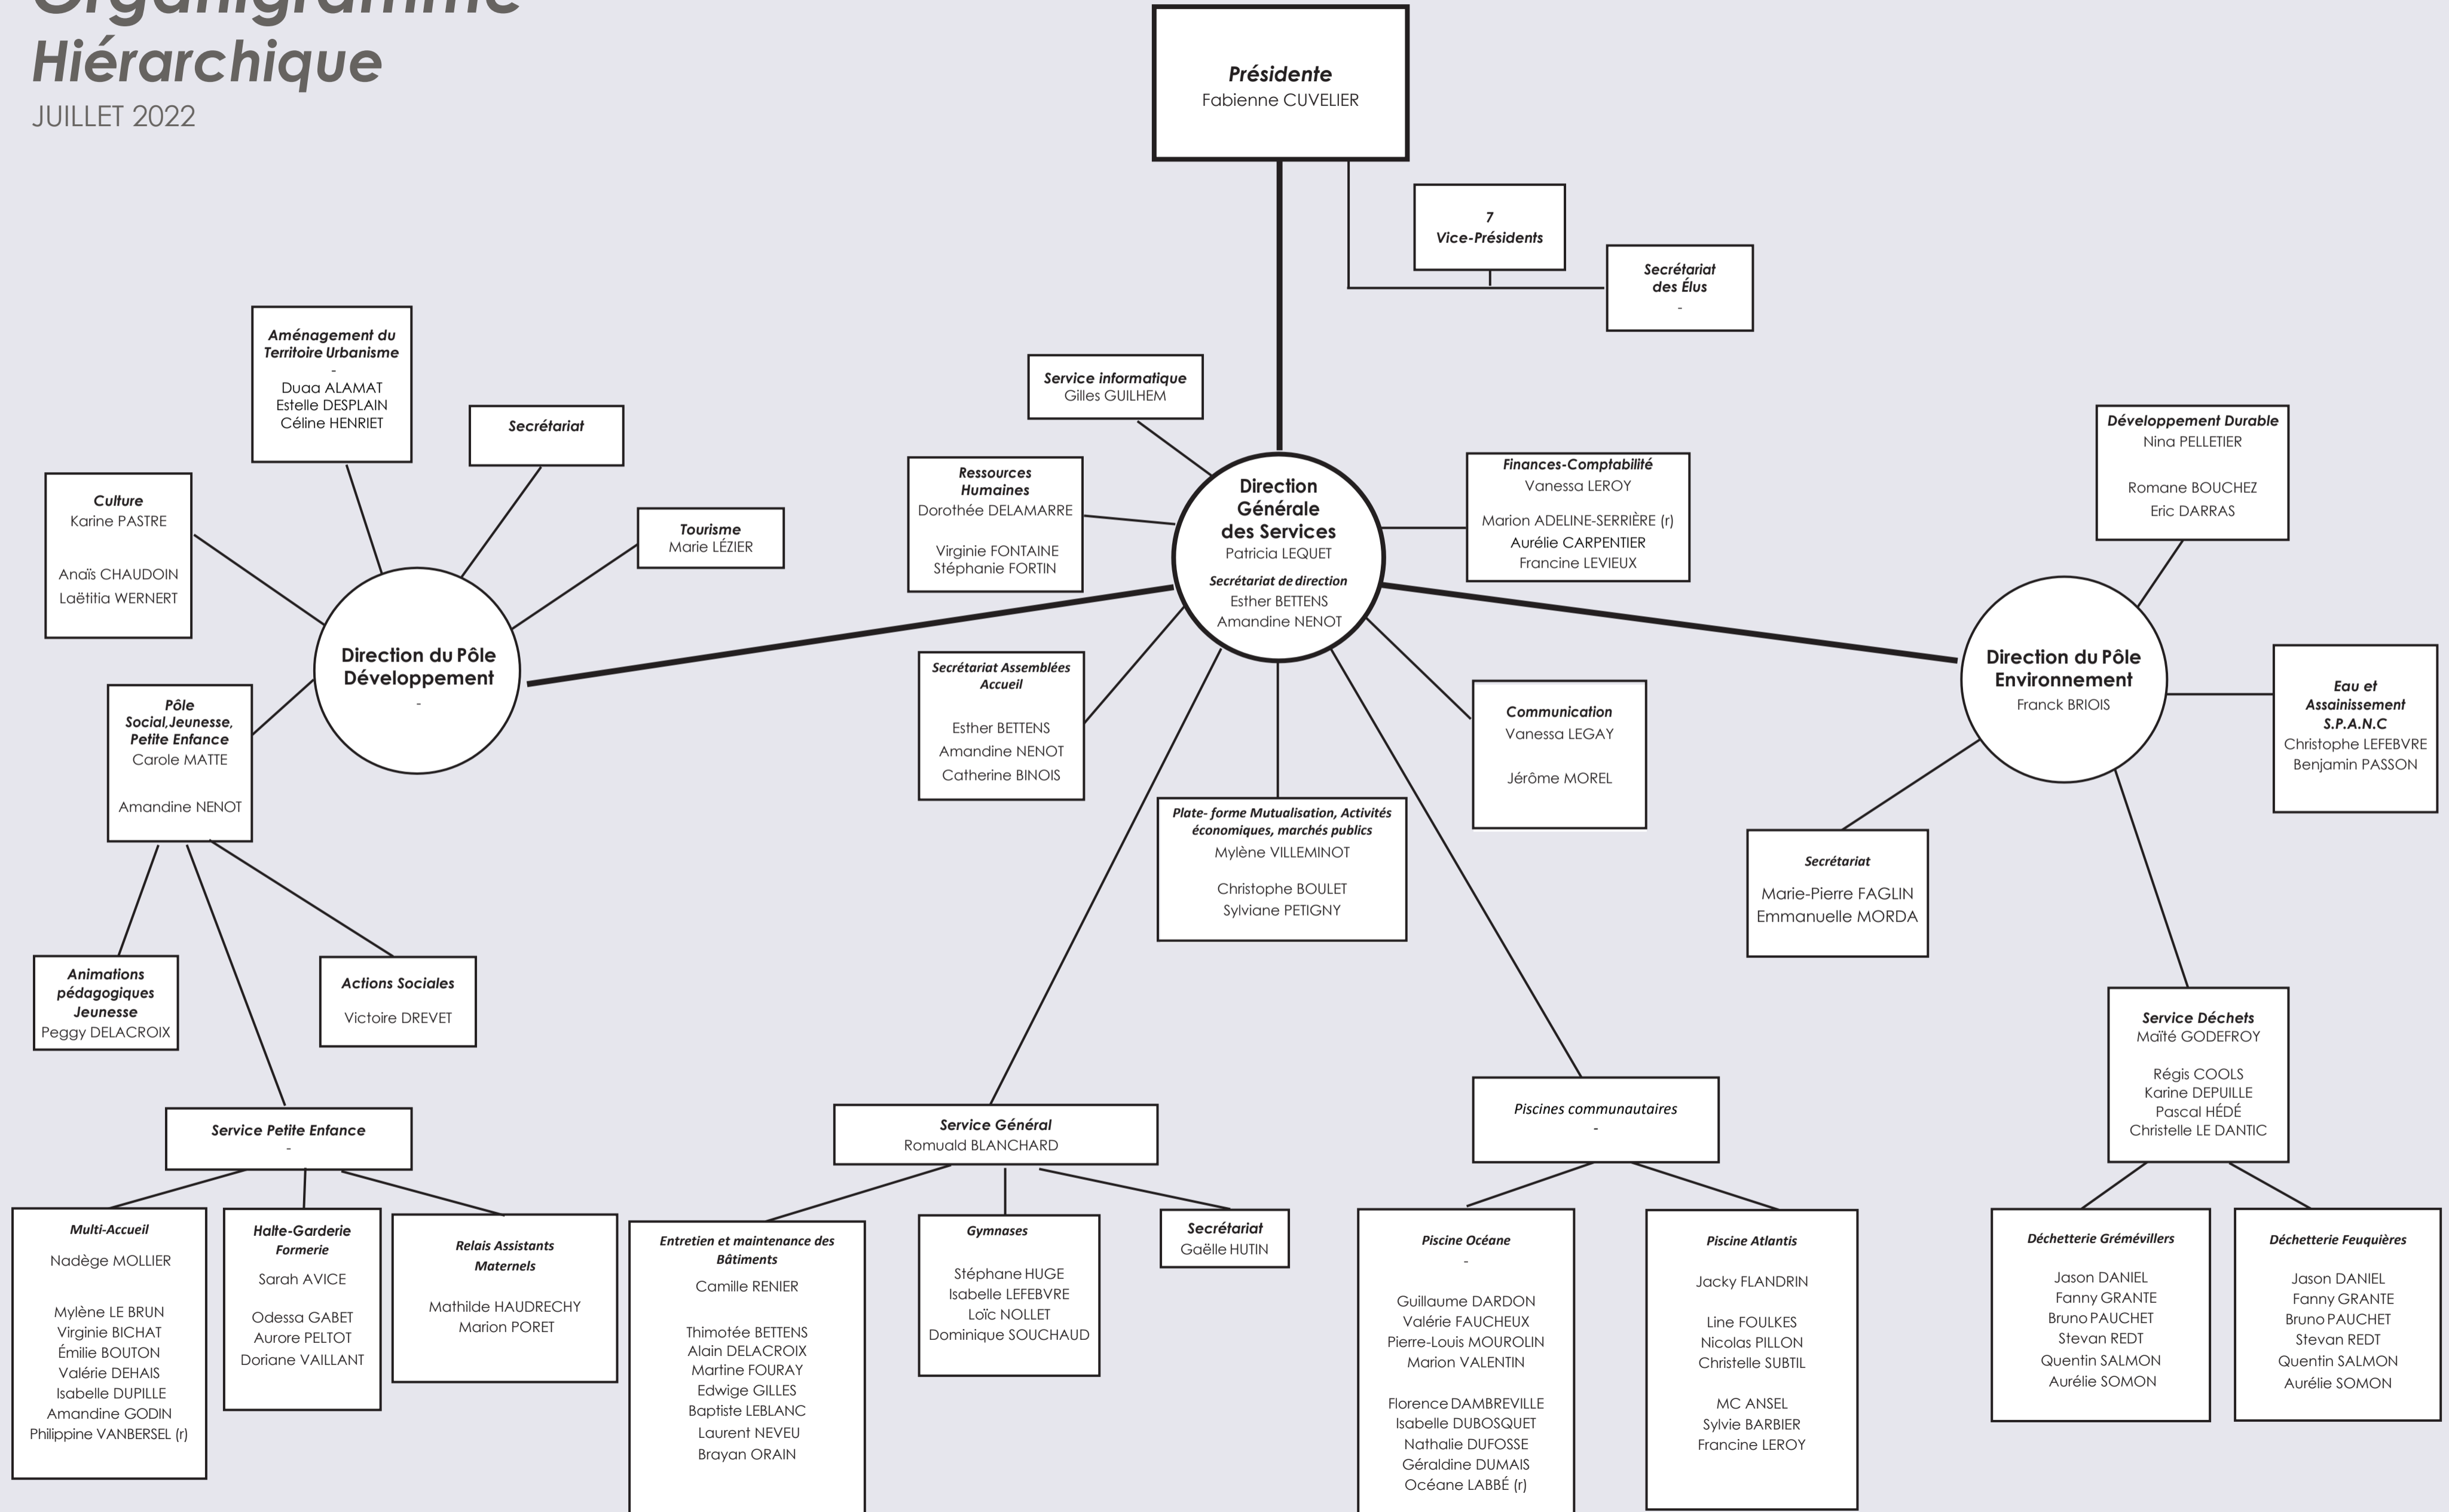 Organigramme
Hiérarchique
JUILLET 2022
Présidente
Fabienne CUVELIER
7
Vice-Présidents
Secrétariat
des Élus
-
Aménagement du
Territoire Urbanisme
-
Duaa ALAMAT
Estelle DESPLAIN
Céline HENRIET
Secrétariat
Culture
Karine PASTRE
Anaïs CHAUDOIN
Laëtitia WERNERT
Tourisme
Marie LÉZIER
Direction du Pôle
Développement
-
Pôle
Social,Jeunesse,
Petite Enfance
Carole MATTE
Amandine NENOT
Animations
pédagogiques
Jeunesse
Peggy DELACROIX
Actions Sociales
Victoire DREVET
Service Petite Enfance
-
Multi-Accueil
Nadège MOLLIER
Mylène LE BRUN
Virginie BICHAT
Émilie BOUTON
Valérie DEHAIS
Isabelle DUPILLE
Amandine GODIN
Philippine VANBERSEL (r)
Halte-Garderie
Formerie
Sarah AVICE
Odessa GABET
Aurore PELTOT
Doriane VAILLANT
Relais Assistants
Maternels
Mathilde HAUDRECHY
Marion PORET
Service informatique
Gilles GUILHEM
Ressources
Humaines
Dorothée DELAMARRE
Virginie FONTAINE
Stéphanie FORTIN
Direction
Générale
des Services
Patricia LEQUET
Secrétariat de direction
Esther BETTENS
Amandine NENOT
Finances-Comptabilité
Vanessa LEROY
Marion ADELINE-SERRIÈRE (r)
Aurélie CARPENTIER
Francine LEVIEUX
Secrétariat Assemblées
Accueil
Esther BETTENS
Amandine NENOT
Catherine BINOIS
Communication
Vanessa LEGAY
Jérôme MOREL
Plate- forme Mutualisation, Activités
économiques, marchés publics
Mylène VILLEMINOT
Christophe BOULET
Sylviane PETIGNY
Service Général
Romuald BLANCHARD
Entretien et maintenance des
Bâtiments
Camille RENIER
Thimotée BETTENS
Alain DELACROIX
Martine FOURAY
Edwige GILLES
Baptiste LEBLANC
Laurent NEVEU
Brayan ORAIN
Gymnases
Stéphane HUGE
Isabelle LEFEBVRE
Loïc NOLLET
Dominique SOUCHAUD
Secrétariat
Gaëlle HUTIN
Piscines communautaires
-
Piscine Océane
-
Guillaume DARDON
Valérie FAUCHEUX
Pierre-Louis MOUROLIN
Marion VALENTIN
Florence DAMBREVILLE
Isabelle DUBOSQUET
Nathalie DUFOSSE
Géraldine DUMAIS
Océane LABBÉ (r)
Piscine Atlantis
Jacky FLANDRIN
Line FOULKES
Nicolas PILLON
Christelle SUBTIL
MC ANSEL
Sylvie BARBIER
Francine LEROY
Développement Durable
Nina PELLETIER
Romane BOUCHEZ
Eric DARRAS
Direction du Pôle
Environnement
Franck BRIOIS
Eau et
Assainissement
S.P.A.N.C
Christophe LEFEBVRE
Benjamin PASSON
Secrétariat
Marie-Pierre FAGLIN
Emmanuelle MORDA
Service Déchets
Maïté GODEFROY
Régis COOLS
Karine DEPUILLE
Pascal HÉDÉ
Christelle LE DANTIC
Déchetterie Grémévillers
Jason DANIEL
Fanny GRANTE
Bruno PAUCHET
Stevan REDT
Quentin SALMON
Aurélie SOMON
Déchetterie Feuquières
Jason DANIEL
Fanny GRANTE
Bruno PAUCHET
Stevan REDT
Quentin SALMON
Aurélie SOMON